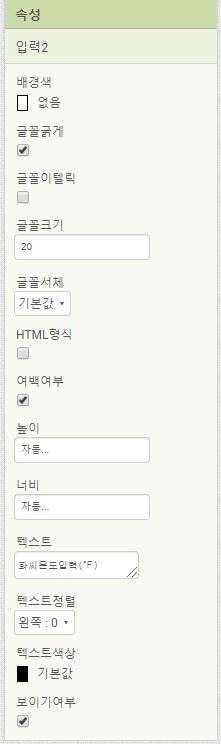 속성
입력2
배경색
없음
글꼴굵게
글꼴이텔릭
글꼴크기
20
글꼴서체
기본값
HTML형식
여백여부
높이
자동...
너비
자동...
텍스트
화씨온도입력(°F)
텍스트정렬
왼쪽 : 0
텍스트색상
기본값
보이기여부